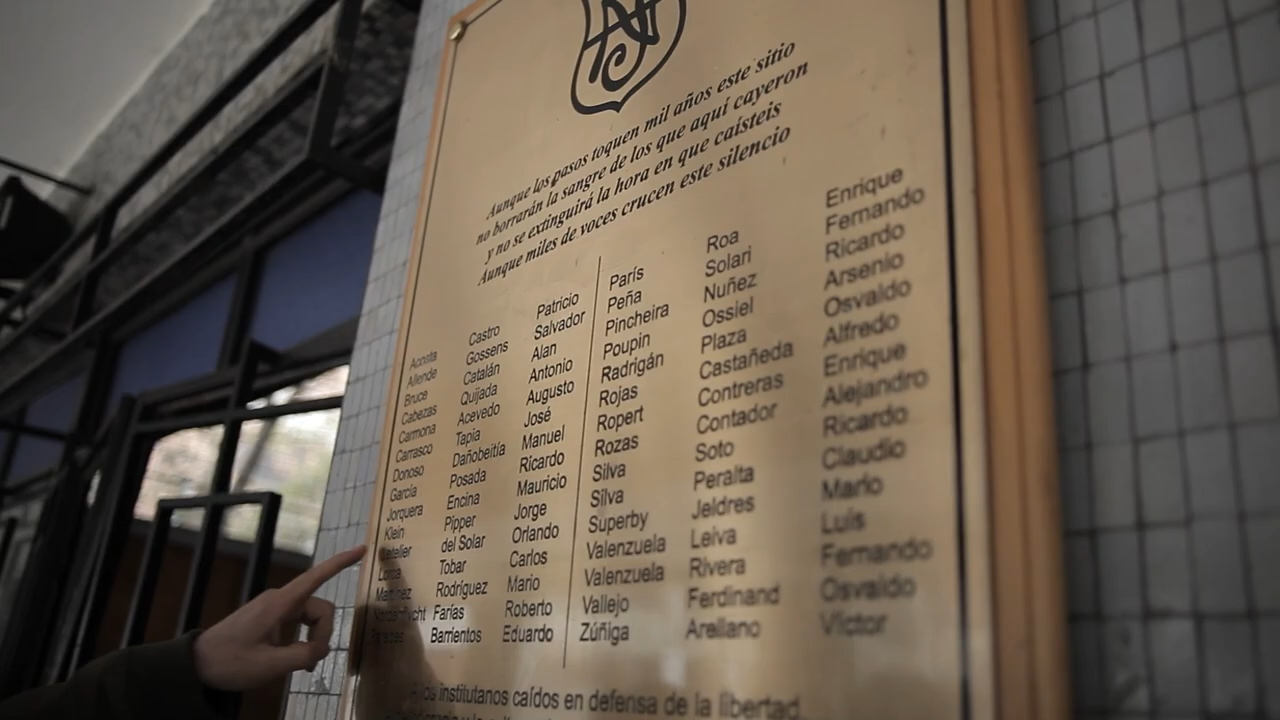 Aunque los pasos toquen mil años este sitio
no borrarán la sangre de los que aquí cayeron
y no se extinguirá la hora en que caísteis
Aunque miles de voces crucen este silencio
Acosta Castro Patricio
Allende Gossens Salvador
Bruce Catalán Alan
Cabezas Quijada Antonio
Carmona Acevedo Augusto
Carrasco Tapia José
Donoso Dañobeitía Manuel
García Posada Ricardo
Jorquera Encina Mauricio
Klein Pipper Jorge
Letelier del Solar Orlando
Lorca Tobar Carlos
Martínez Rodríguez Mario
Nordenflycht Farías Roberto
Paredes Barrientos Eduardo
París Roa Enrique
Peña Solari Fernando
Pincheira Nuñez Ricardo
Poupin Ossiel Arsenio
Radrigán Plaza Osvaldo
Rojas Castañeda Alfredo
Ropert Contreras Enrique
Rozas Contador Alejandro
Silva Soto Ricardo
Silva Peralta Claudio
Superby Jeldres Mario
Valenzuela Leiva Luis
Valenzuela Rivera Fernando
Vallejo Ferdinand Osvaldo
Zúñiga Arellano Víctor
los institutanos caídos en defensa de la libertad